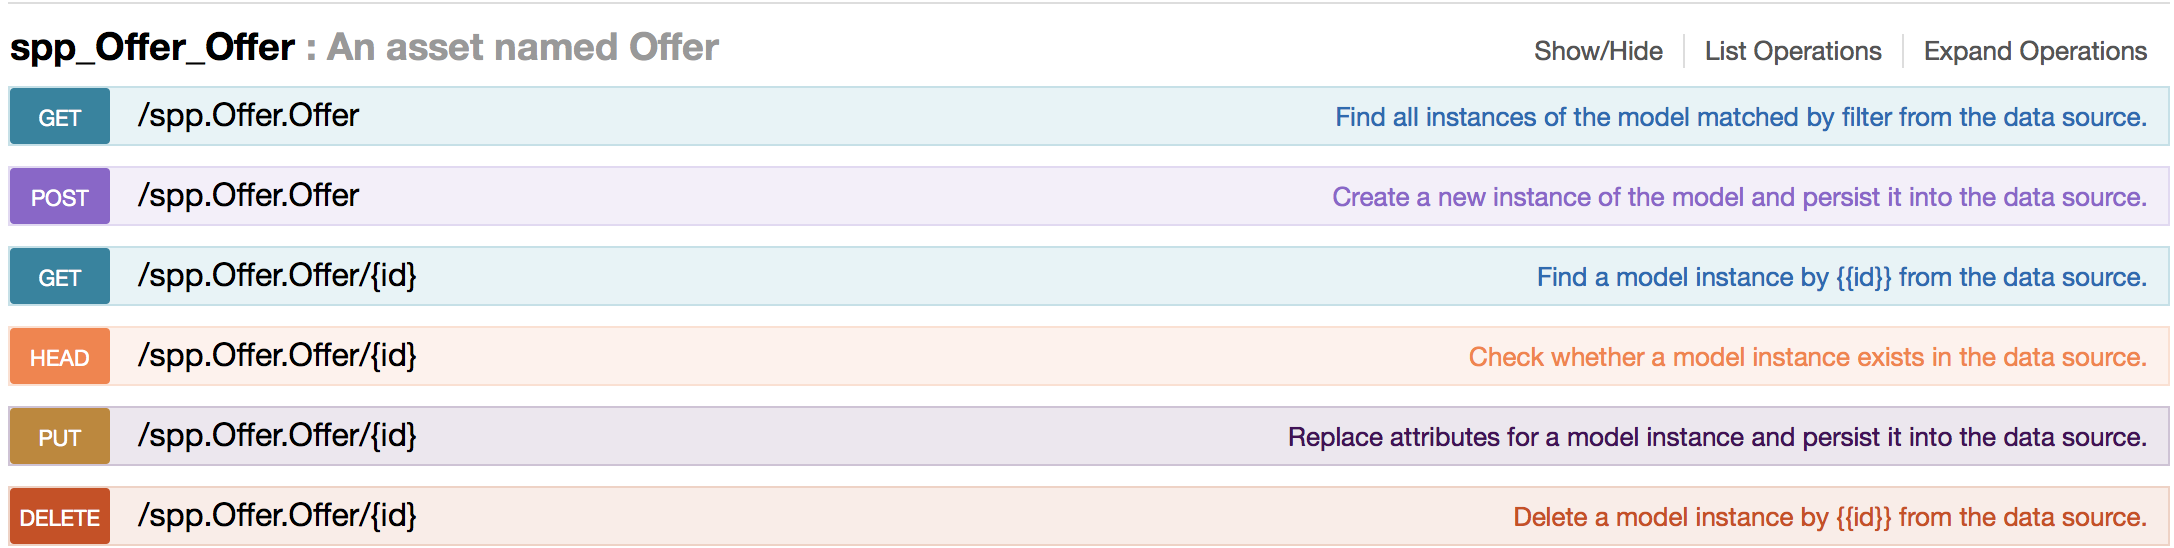 spp_Offer_Offer : An asset named Offer Show/Hide List Operations Expand Operations
GET /spp.Offer.Offer Find all instances of the model matched by filter from the data source.
POST /spp.Offer.Offer Create a new instance of the model and persist it into the data source.
GET /spp.Offer.Offer/{id} Find a model instance by {{id}} from the data source.
HEAD /spp.Offer.Offer/{id} Check whether a model instance exists in the data source.
PUT /spp.Offer.Offer/{id} Replace attributes for a model instance and persist it into the data source.
DELETE /spp.Offer.Offer/{id} Delete a model instance by {{id}} from the data source.